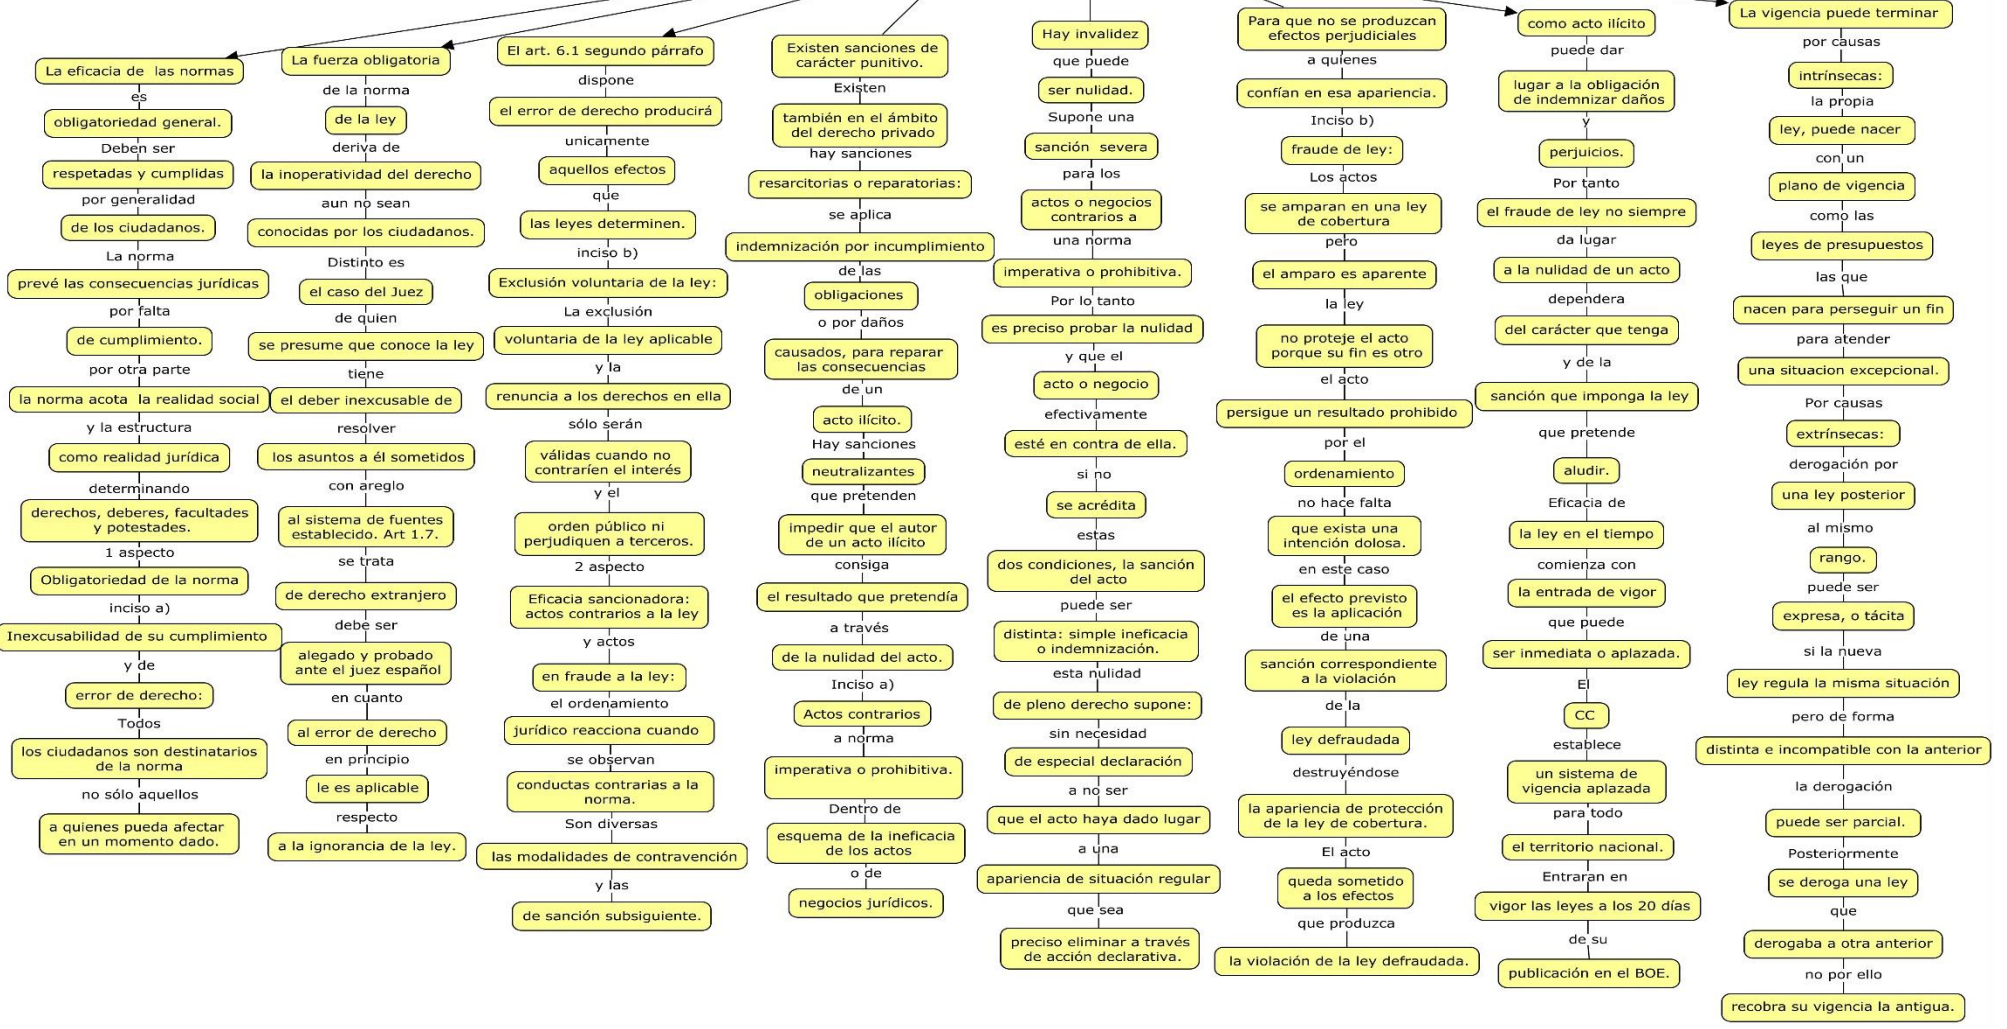 La eficacia de las normas
es
obligatoriedad general.
Deben ser
respetadas y cumplidas
por generalidad
de los ciudadanos.
La norma
prevé las consecuencias jurídicas
por falta
de cumplimiento.
por otra parte
la norma acota la realidad social
y la estructura
como realidad jurídica
determinando
derechos, deberes, facultades
y potestades.
1 aspecto
Obligatoriedad de la norma
inciso a)
Inexcusabilidad de su cumplimiento
y de
error de derecho:
Todos
los ciudadanos son destinatarios
de la norma
no sólo aquellos
a quienes pueda afectar
en un momento dado.
La fuerza obligatoria
de la norma
de la ley
deriva de
la inoperatividad del derecho
aun no sean
conocidas por los ciudadanos.
Distinto es
el caso del Juez
de quien
se presume que conoce la ley
tiene
el deber inexcusable de
resolver
los asuntos a él sometidos
con areglo
al sistema de fuentes
establecido. Art 1.7.
se trata
de derecho extranjero
debe ser
alegado y probado
ante el juez español
en cuanto
al error de derecho
en principio
le es aplicable
respecto
a la ignorancia de la ley.
El art. 6.1 segundo párrafo
dispone
el error de derecho producirá
unicamente
aquellos efectos
que
las leyes determinen.
inciso b)
Exclusión voluntaria de la ley:
La exclusión
voluntaria de la ley aplicable
y la
renuncia a los derechos en ella
sólo serán
válidas cuando no
contraríen el interés
y el
orden público ni
perjudiquen a terceros.
2 aspecto
Eficacia sancionadora:
actos contrarios a la ley
y actos
en fraude a la ley:
el ordenamiento
jurídico reacciona cuando
se observan
conductas contrarias a la
norma.
Son diversas
las modalidades de contravención
y las
de sanción subsiguiente.
Existen sanciones de
carácter punitivo.
Existen
también en el ámbito
del derecho privado
hay sanciones
resarcitorias o reparatorias:
se aplica
indemnización por incumplimiento
de las
obligaciones
o por daños
causados, para reparar
las consecuencias
de un
acto ilícito.
Hay sanciones
neutralizantes
que pretenden
impedir que el autor
de un acto ilícito
consiga
el resultado que pretendía
a través
de la nulidad del acto.
Inciso a)
Actos contrarios
a norma
imperativa o prohibitiva.
Dentro de
esquema de la ineficacia
de los actos
o de
negocios jurídicos.
Hay invalidez
que puede
ser nulidad.
Supone una
sanción severa
para los
actos o negocios
contrarios a
una norma
imperativa o prohibitiva.
Por lo tanto
es preciso probar la nulidad
y que el
acto o negocio
efectivamente
esté en contra de ella.
si no
se acrédita
estas
dos condiciones, la sanción
del acto
puede ser
distinta: simple ineficacia
o indemnización.
esta nulidad
de pleno derecho supone:
sin necesidad
de especial declaración
a no ser
que el acto haya dado lugar
a una
apariencia de situación regular
que sea
preciso eliminar a través
de acción declarativa.
Para que no se produzcan
efectos perjudiciales
a quienes
confían en esa apariencia.
Inciso b)
fraude de ley:
Los actos
se amparan en una ley
de cobertura
pero
el amparo es aparente
la ley
no proteje el acto
porque su fin es otro
el acto
persigue un resultado prohibido
por el
ordenamiento
no hace falta
que exista una
intención dolosa.
en este caso
el efecto previsto
es la aplicación
de una
sanción correspondiente
a la violación
de la
ley defraudada
destruyéndose
la apariencia de protección
de la ley de cobertura.
El acto
queda sometido
a los efectos
que produzca
la violación de la ley defraudada.
como acto ilícito
puede dar
lugar a la obligación
de indemnizar daños
y
perjuicios.
Por tanto
el fraude de ley no siempre
da lugar
a la nulidad de un acto
dependera
del carácter que tenga
y de la
sanción que imponga la ley
que pretende
aludir.
Eficacia de
la ley en el tiempo
comienza con
la entrada de vigor
que puede
ser inmediata o aplazada.
El
CC
establece
un sistema de
vigencia aplazada
para todo
el territorio nacional.
Entraran en
vigor las leyes a los 20 días
de su
publicación en el BOE.
La vigencia puede terminar
por causas
intrínsecas:
la propia
ley, puede nacer
con un
plano de vigencia
como las
leyes de presupuestos
las que
nacen para perseguir un fin
para atender
una situacion excepcional.
Por causas
extrínsecas:
derogación por
una ley posterior
al mismo
rango.
puede ser
expresa, o tácita
si la nueva
ley regula la misma situación
pero de forma
distinta e incompatible con la anterior
la derogación
puede ser parcial.
Posteriormente
se deroga una ley
que
derogaba a otra anterior
no por ello
recobra su vigencia la antigua.